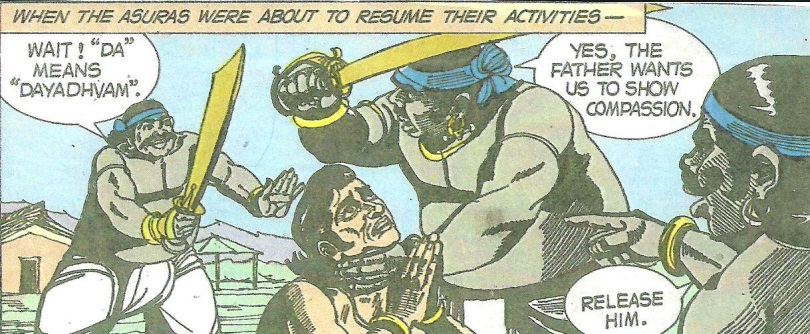 WHEN THE ASURAS WERE ABOUT TO RESUME THEIR ACTIVITIES —
WAIT! "DA"
MEANS
"DAYADHVAM".
YES, THE
FATHER WANTS
US TO SHOW
COMPASSION.
RELEASE
HIM.